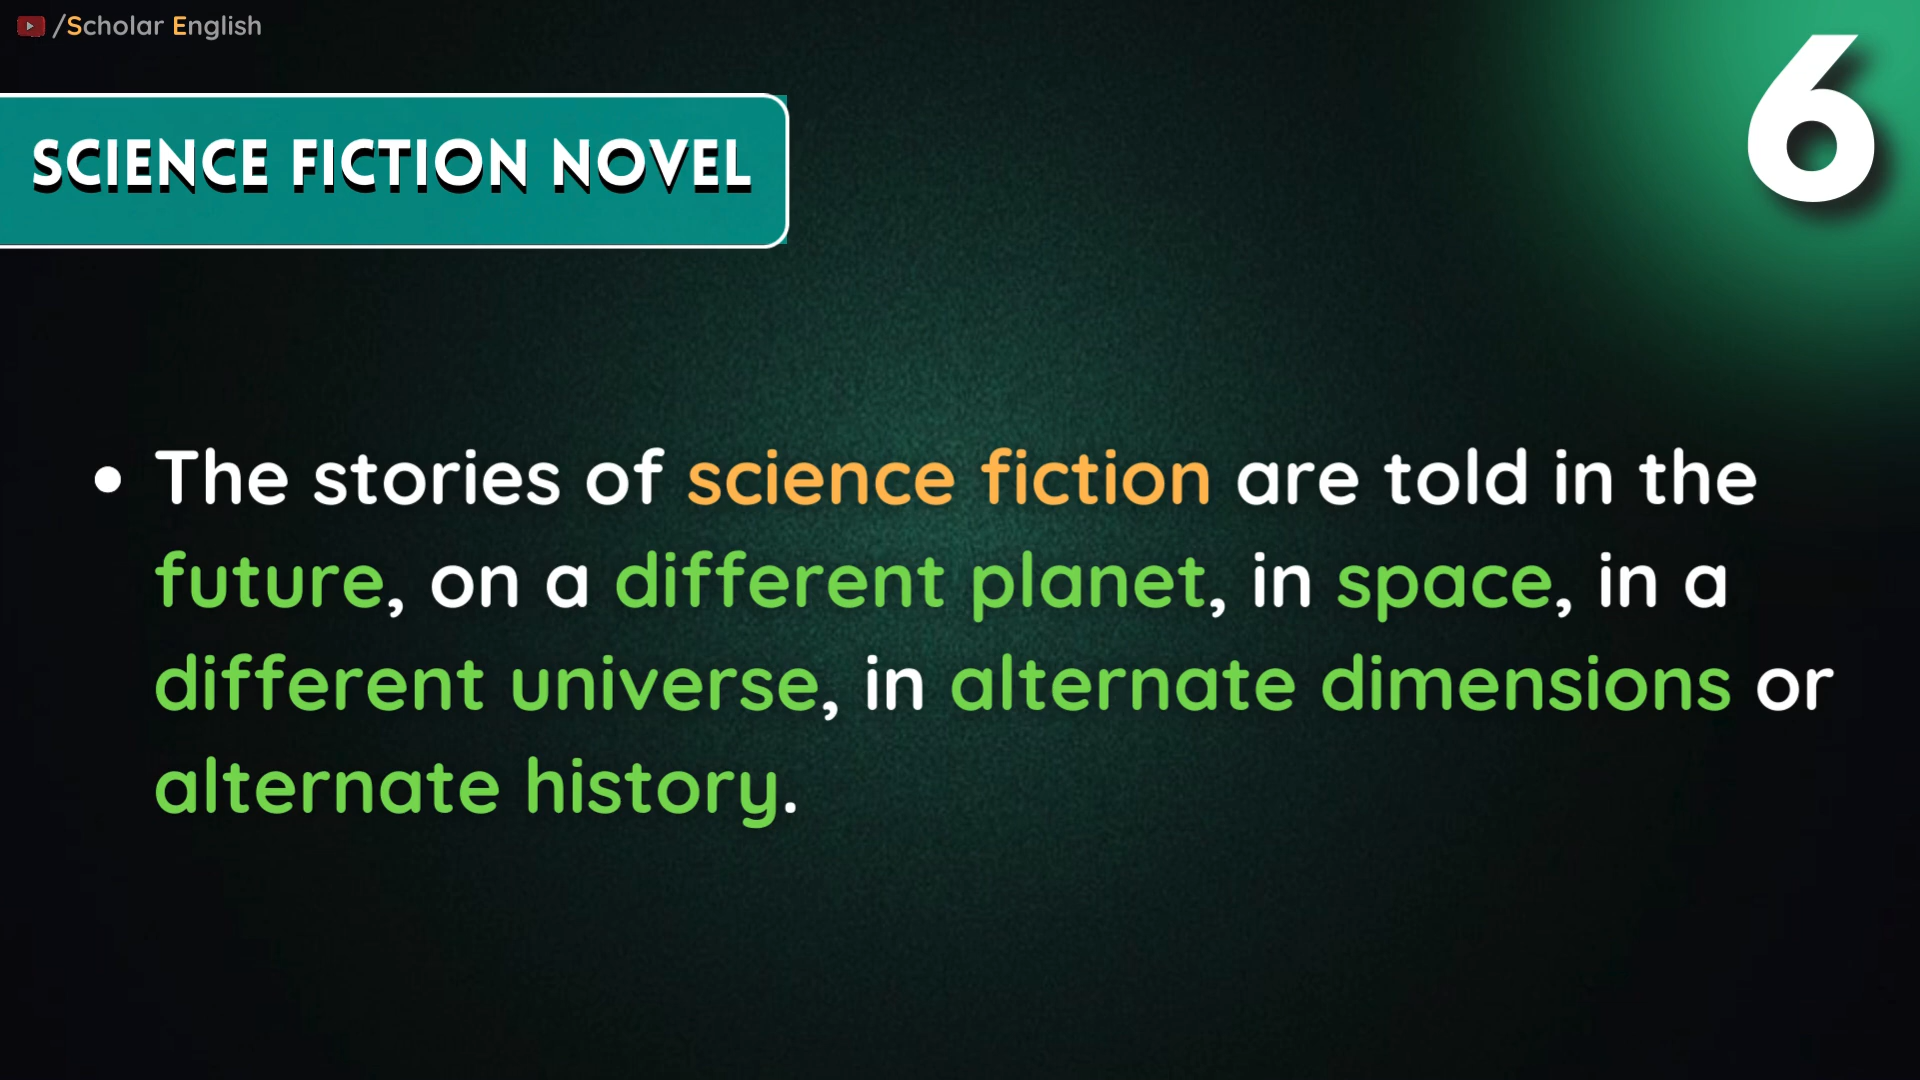 /Scholar English
6
SCIENCE FICTION NOVEL
• The stories of science fiction are told in the
future, on a different planet, in space, in a
different universe, in alternate dimensions or
alternate history.